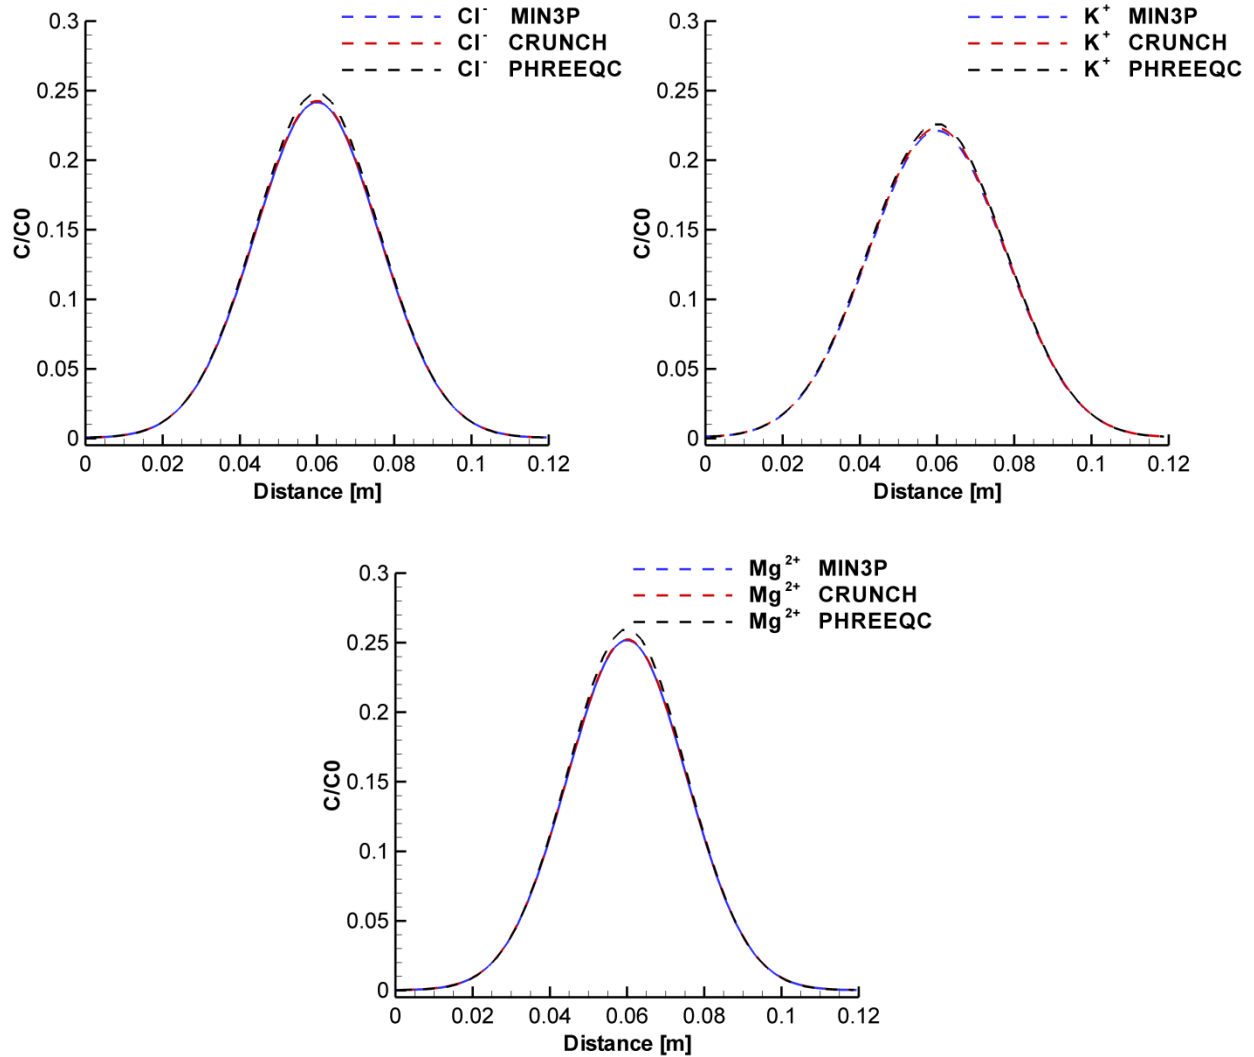 Cl- MIN3P
Cl- CRUNCH
Cl- PHREEQC
0.3
0.25
0.2
0.15
0.1
0.05
0
C/C0
0 0.02 0.04 0.06 0.08 0.1 0.12
Distance [m]
K+ MIN3P
K+ CRUNCH
K+ PHREEQC
0.3
0.25
0.2
0.15
0.1
0.05
0
C/C0
0 0.02 0.04 0.06 0.08 0.1 0.12
Distance [m]
Mg2+ MIN3P
Mg2+ CRUNCH
Mg2+ PHREEQC
0.3
0.25
0.2
0.15
0.1
0.05
0
C/C0
0 0.02 0.04 0.06 0.08 0.1 0.12
Distance [m]